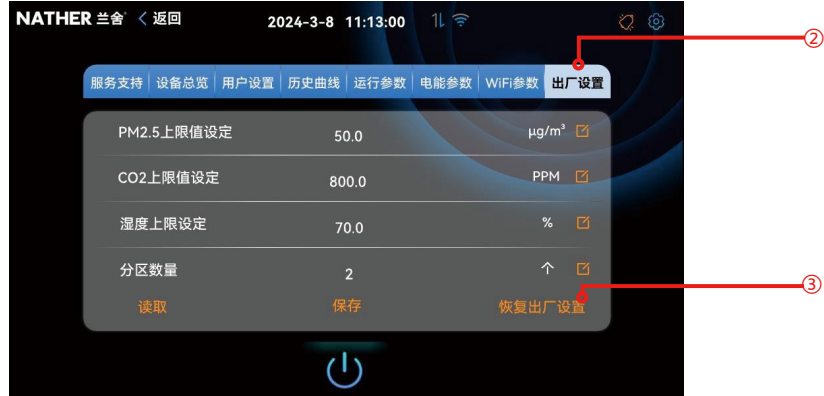 NATHER 兰舍 < 返回 2024-3-8 11:13:00
②
服务支持 设备总览 用户设置 历史曲线 运行参数 电能参数 WiFi参数 出厂设置
PM2.5上限值设定 50.0 μg/m³
CO2上限值设定 800.0 PPM
湿度上限设定 70.0 %
分区数量 2 个
③
读取 保存 恢复出厂设置